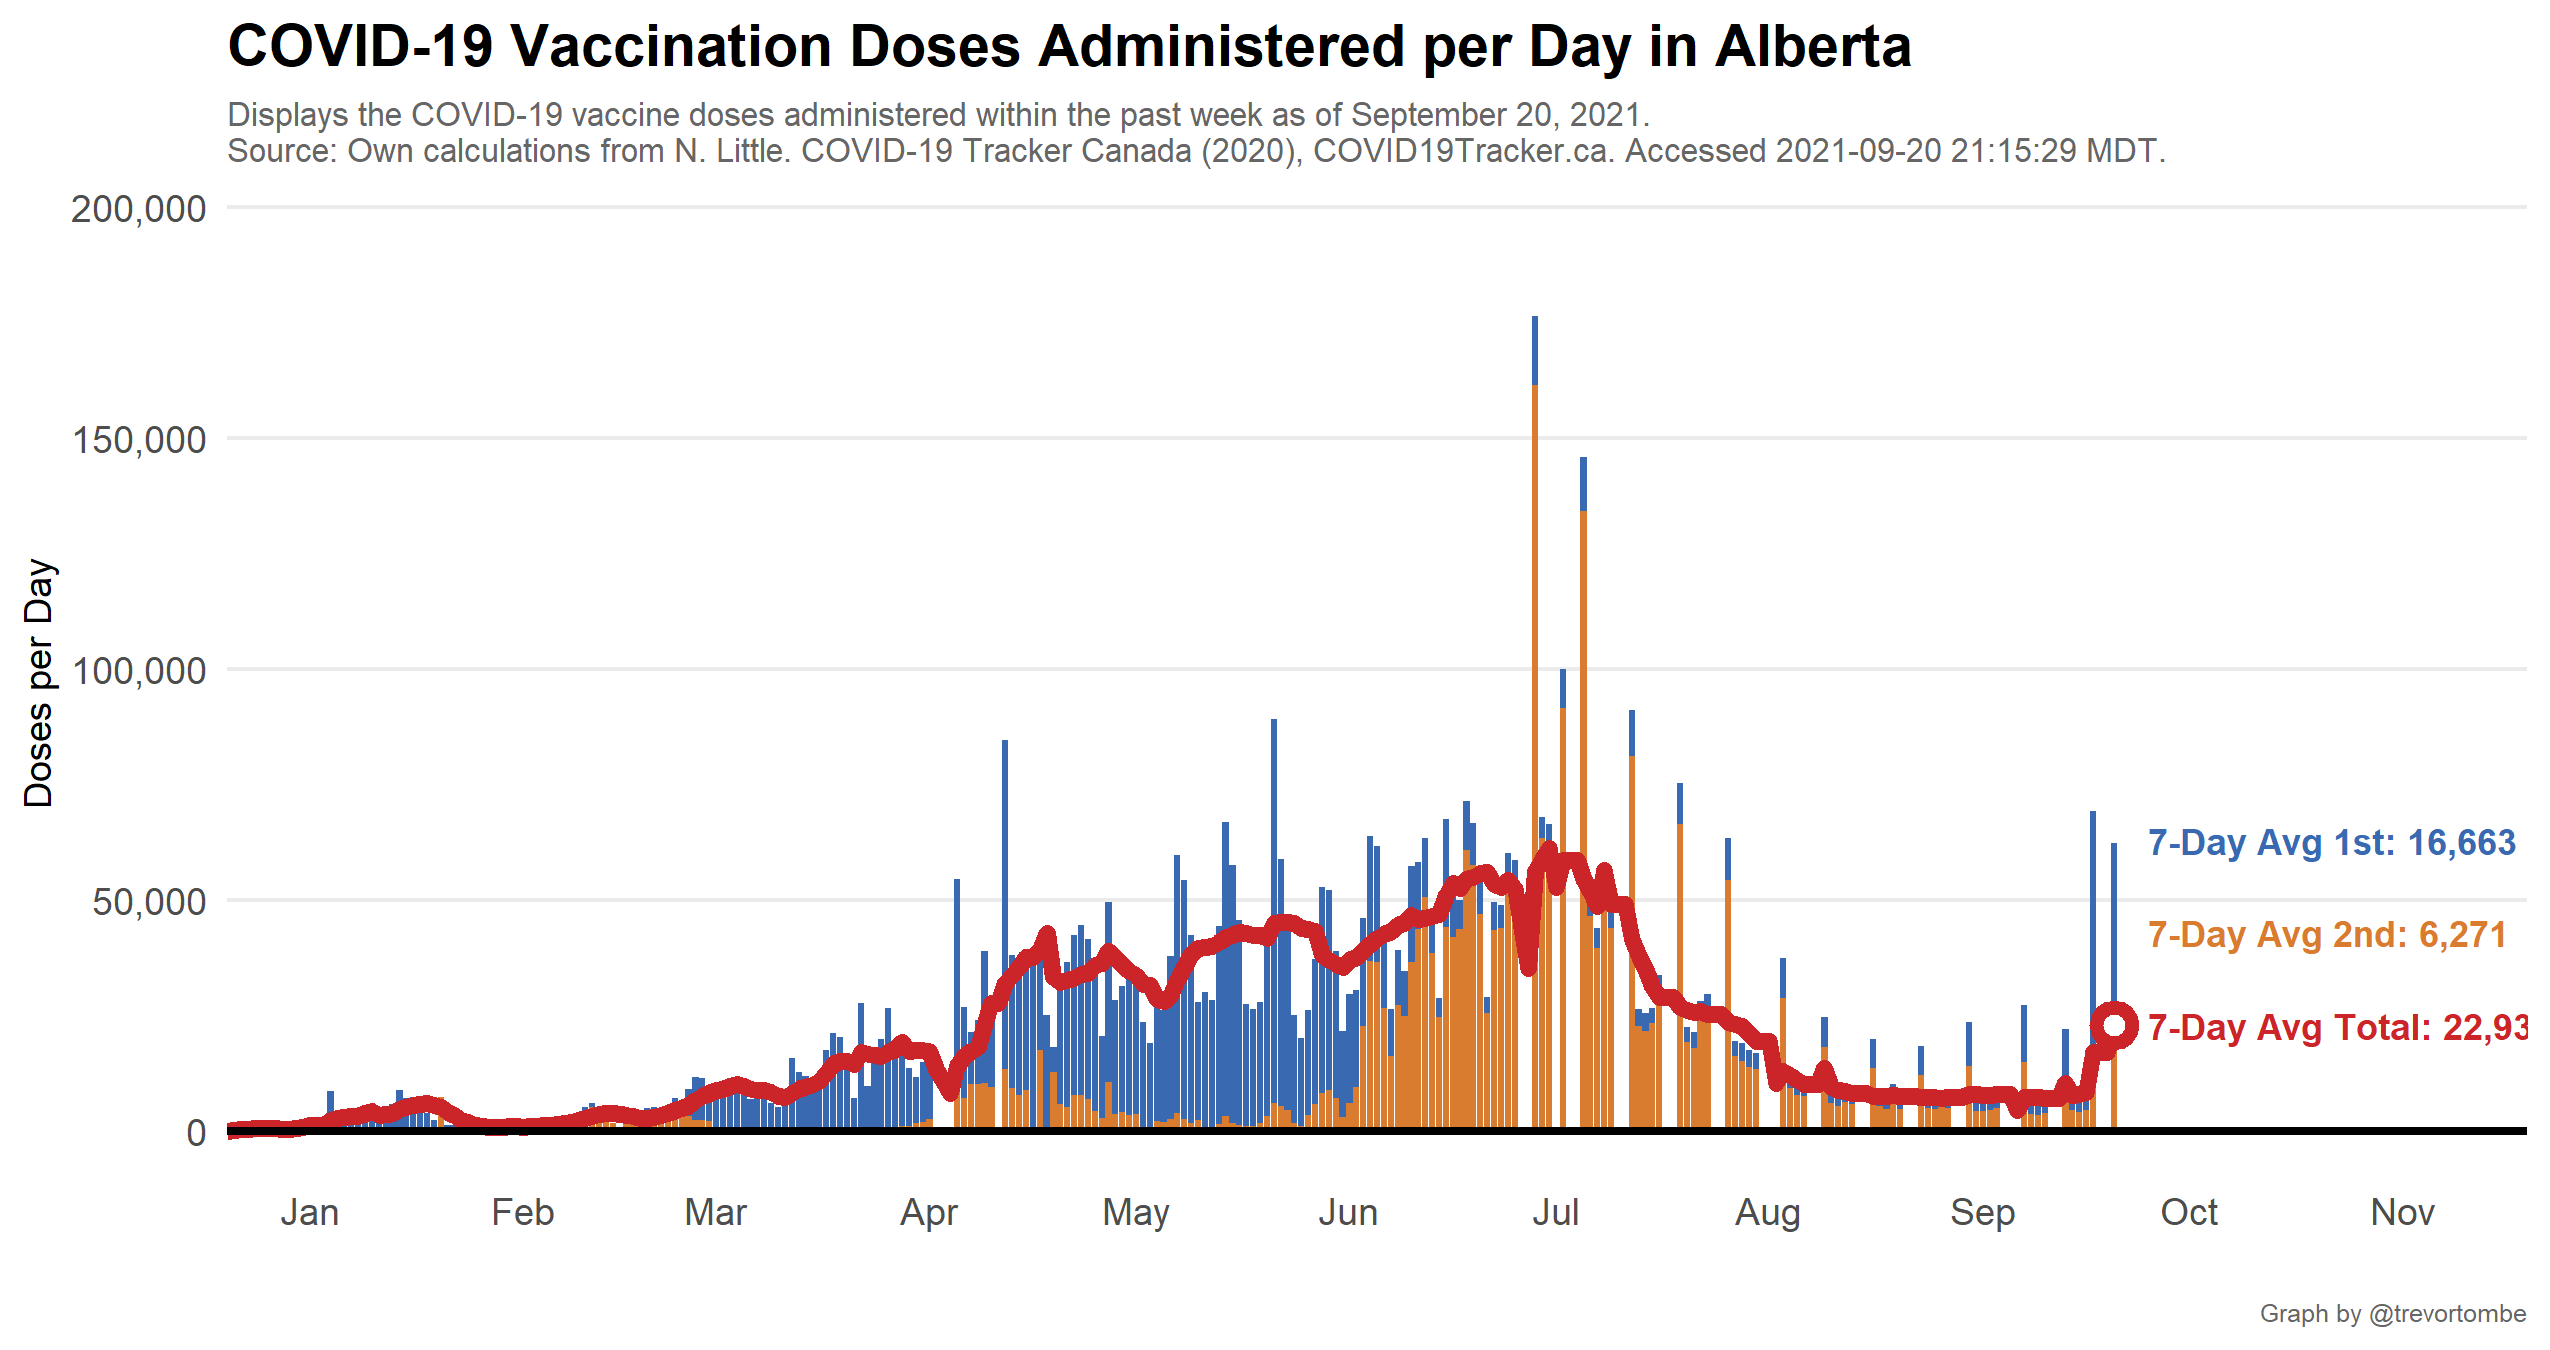 COVID-19 Vaccination Doses Administered per Day in Alberta
Displays the COVID-19 vaccine doses administered within the past week as of September 20, 2021.
Source: Own calculations from N. Little. COVID-19 Tracker Canada (2020), COVID19Tracker.ca. Accessed 2021-09-20 21:15:29 MDT.
200,000
150,000
100,000
50,000
0
Doses per Day
7-Day Avg 1st: 16,663
7-Day Avg 2nd: 6,271
7-Day Avg Total: 22,93
Jan Feb Mar Apr May Jun Jul Aug Sep Oct Nov
Graph by @trevortombe